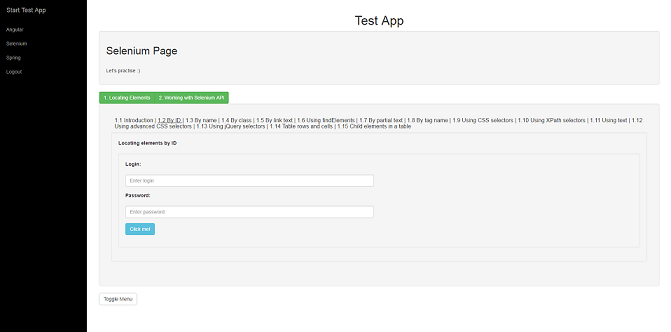 Start Test App
Angular
Selenium
Spring
Logout
Test App
Selenium Page
Let's practise :)
1. Locating Elements 2. Working with Selenium API
1.1 Introduction | 1.2 By ID | 1.3 By name | 1.4 By class | 1.5 By link text | 1.6 Using findElements | 1.7 By partial text | 1.8 By tag name | 1.9 Using CSS selectors | 1.10 Using XPath selectors | 1.11 Using text | 1.12
Using advanced CSS selectors | 1.13 Using jQuery selectors | 1.14 Table rows and cells | 1.15 Child elements in a table
Locating elements by ID
Login:
Enter login
Password:
Enter password
Click me!
Toggle Menu